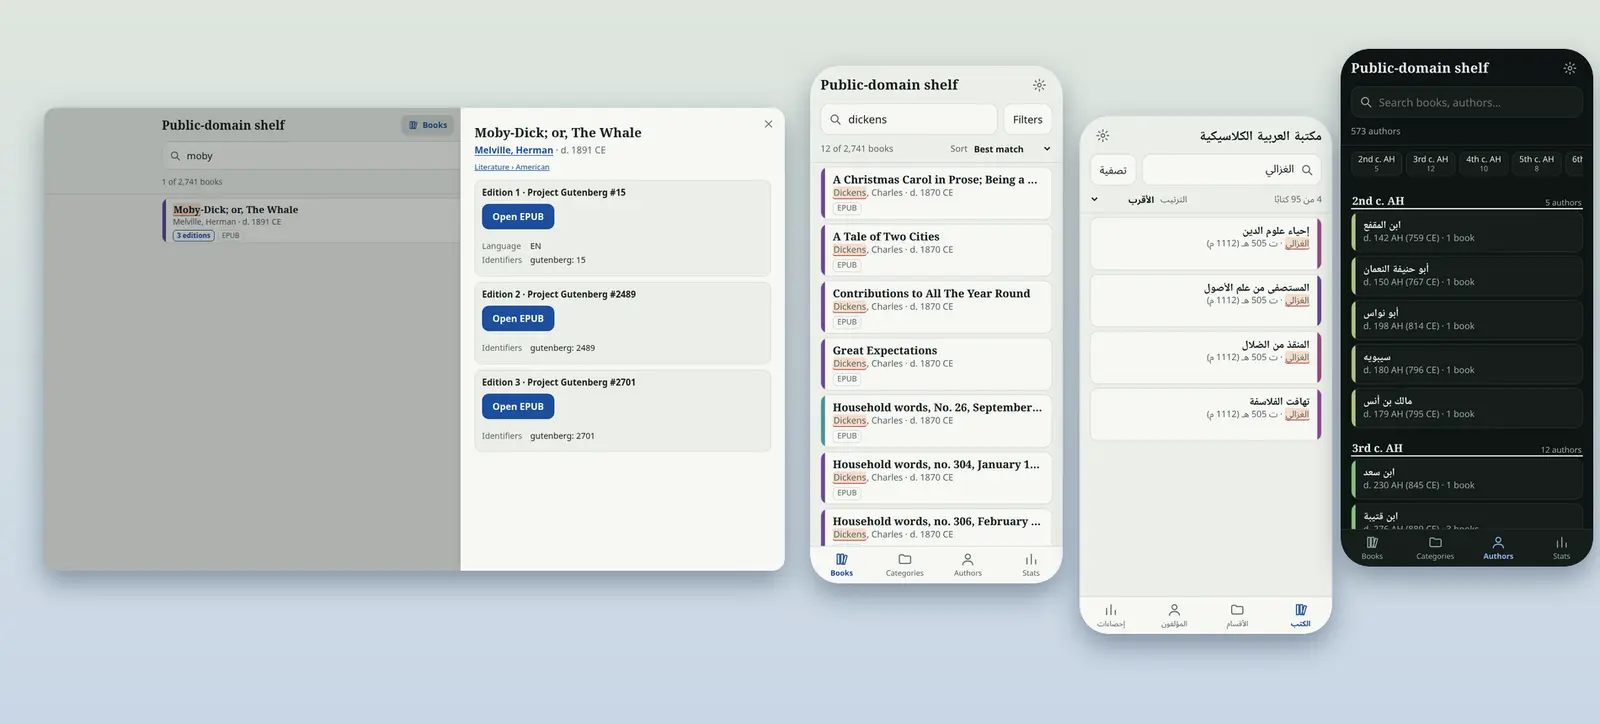 Public-domain shelf
Books
moby
1 of 2,741 books
Moby-Dick; or, The Whale
Melville, Herman · d. 1891 CE
3 editions
EPUB
Moby-Dick; or, The Whale
Melville, Herman · d. 1891 CE
Literature › American
Edition 1 · Project Gutenberg #15
Open EPUB
Language EN
Identifiers gutenberg: 15
Edition 2 · Project Gutenberg #2489
Open EPUB
Identifiers gutenberg: 2489
Edition 3 · Project Gutenberg #2701
Open EPUB
Identifiers gutenberg: 2701
Public-domain shelf
dickens
Filters
12 of 2,741 books
Sort Best match
A Christmas Carol in Prose; Being a ...
Dickens, Charles · d. 1870 CE
EPUB
A Tale of Two Cities
Dickens, Charles · d. 1870 CE
EPUB
Contributions to All The Year Round
Dickens, Charles · d. 1870 CE
EPUB
Great Expectations
Dickens, Charles · d. 1870 CE
EPUB
Household words, No. 26, September...
Dickens, Charles · d. 1870 CE
EPUB
Household words, no. 304, January 1...
Dickens, Charles · d. 1870 CE
EPUB
Household words, no. 306, February ...
Dickens, Charles · d. 1870 CE
Books
Categories
Authors
Stats
مكتبة العربية الكلاسيكية
الغزالي
تصفية
4 من 95 كتابًا
الترتيب الأقرب
إحياء علوم الدين
الغزالي · ت 505 هـ (1112 م)
المستصفى من علم الأصول
الغزالي · ت 505 هـ (1112 م)
المنقذ من الضلال
الغزالي · ت 505 هـ (1112 م)
تهافت الفلاسفة
الغزالي · ت 505 هـ (1112 م)
الكتب
الأقسام
المؤلفون
إحصاءات
Public-domain shelf
Search books, authors...
573 authors
2nd c. AH
5
3rd c. AH
12
4th c. AH
10
5th c. AH
8
6th
2nd c. AH
5 authors
ابن المقفع
d. 142 AH (759 CE) · 1 book
أبو حنيفة النعمان
d. 150 AH (767 CE) · 1 book
أبو نواس
d. 198 AH (814 CE) · 1 book
سيبويه
d. 180 AH (796 CE) · 1 book
مالك بن أنس
d. 179 AH (795 CE) · 1 book
3rd c. AH
12 authors
ابن سعد
d. 230 AH (845 CE) · 1 book
ابن قتيبة
d. 276 AH (889 CE) · 3 books
Books
Categories
Authors
Stats